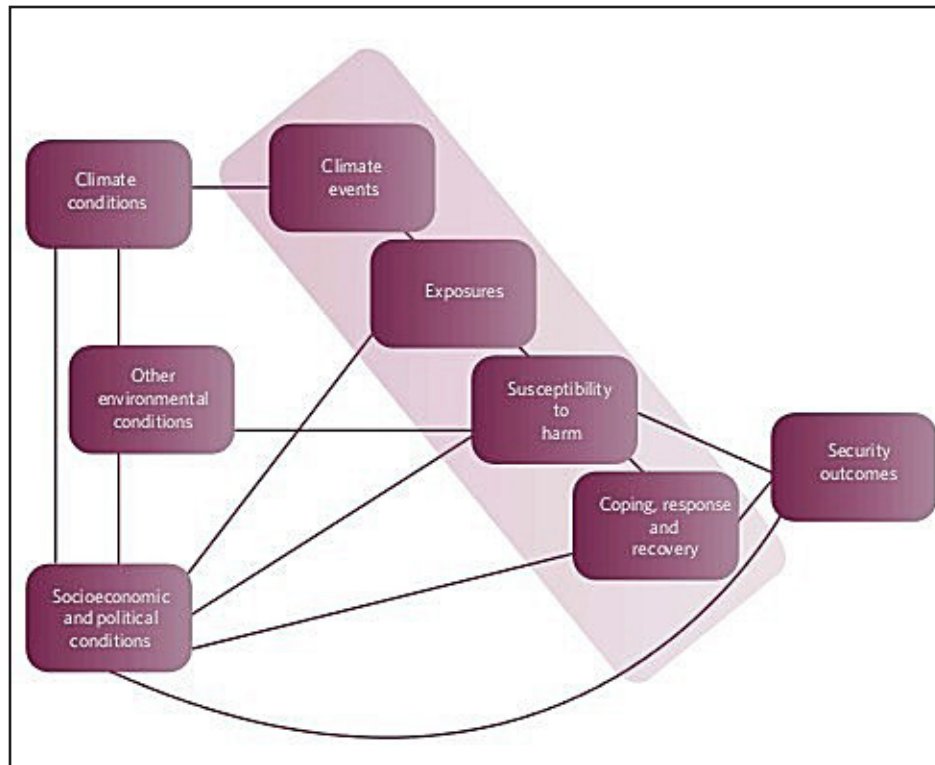 Climate
conditions
Climate
events
Exposures
Other
environmental
conditions
Susceptibility
to
harm
Security
outcomes
Coping, response
and
recovery
Socioeconomic
and political
conditions